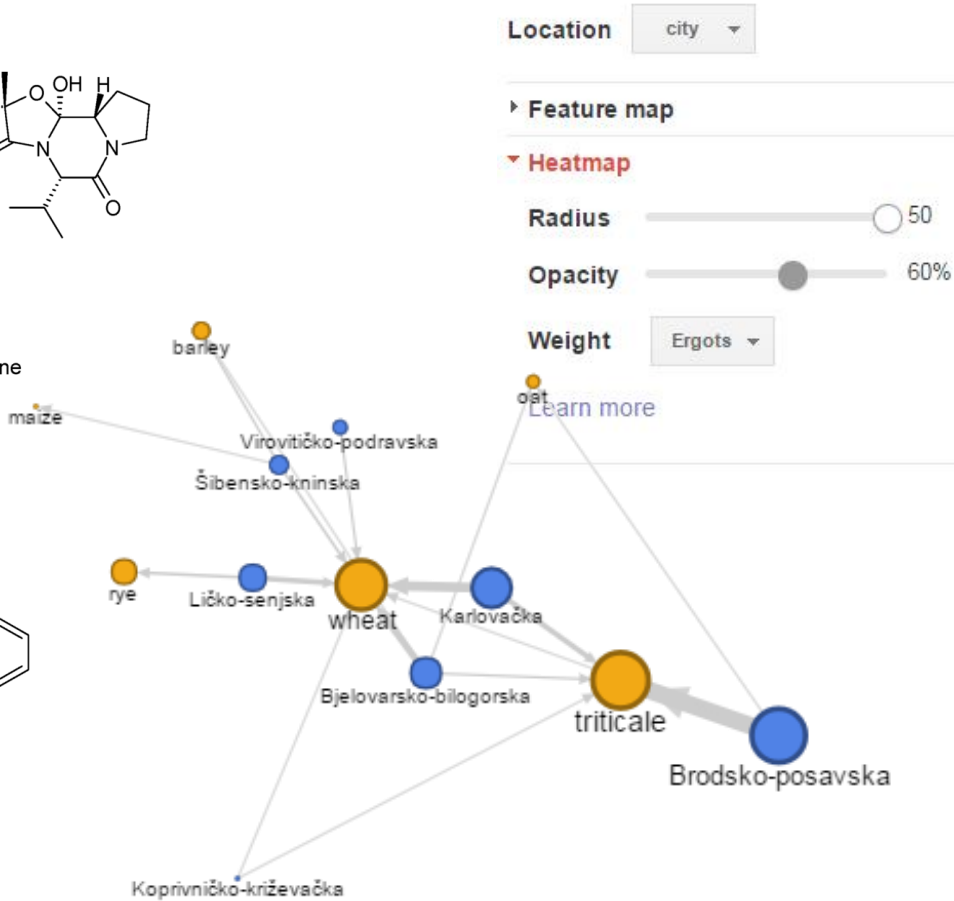 Location city
OH H
O
N N
O
Feature map
Heatmap
Radius 50
Opacity 60%
Weight Ergots
Learn more
barley
ne
maize
oat
Virovitičko-podravska
Šibensko-kninska
rye
Ličko-senjska
wheat
Karlovačka
Bjelovarsko-bilogorska
triticale
Brodsko-posavska
Koprivničko-križevačka